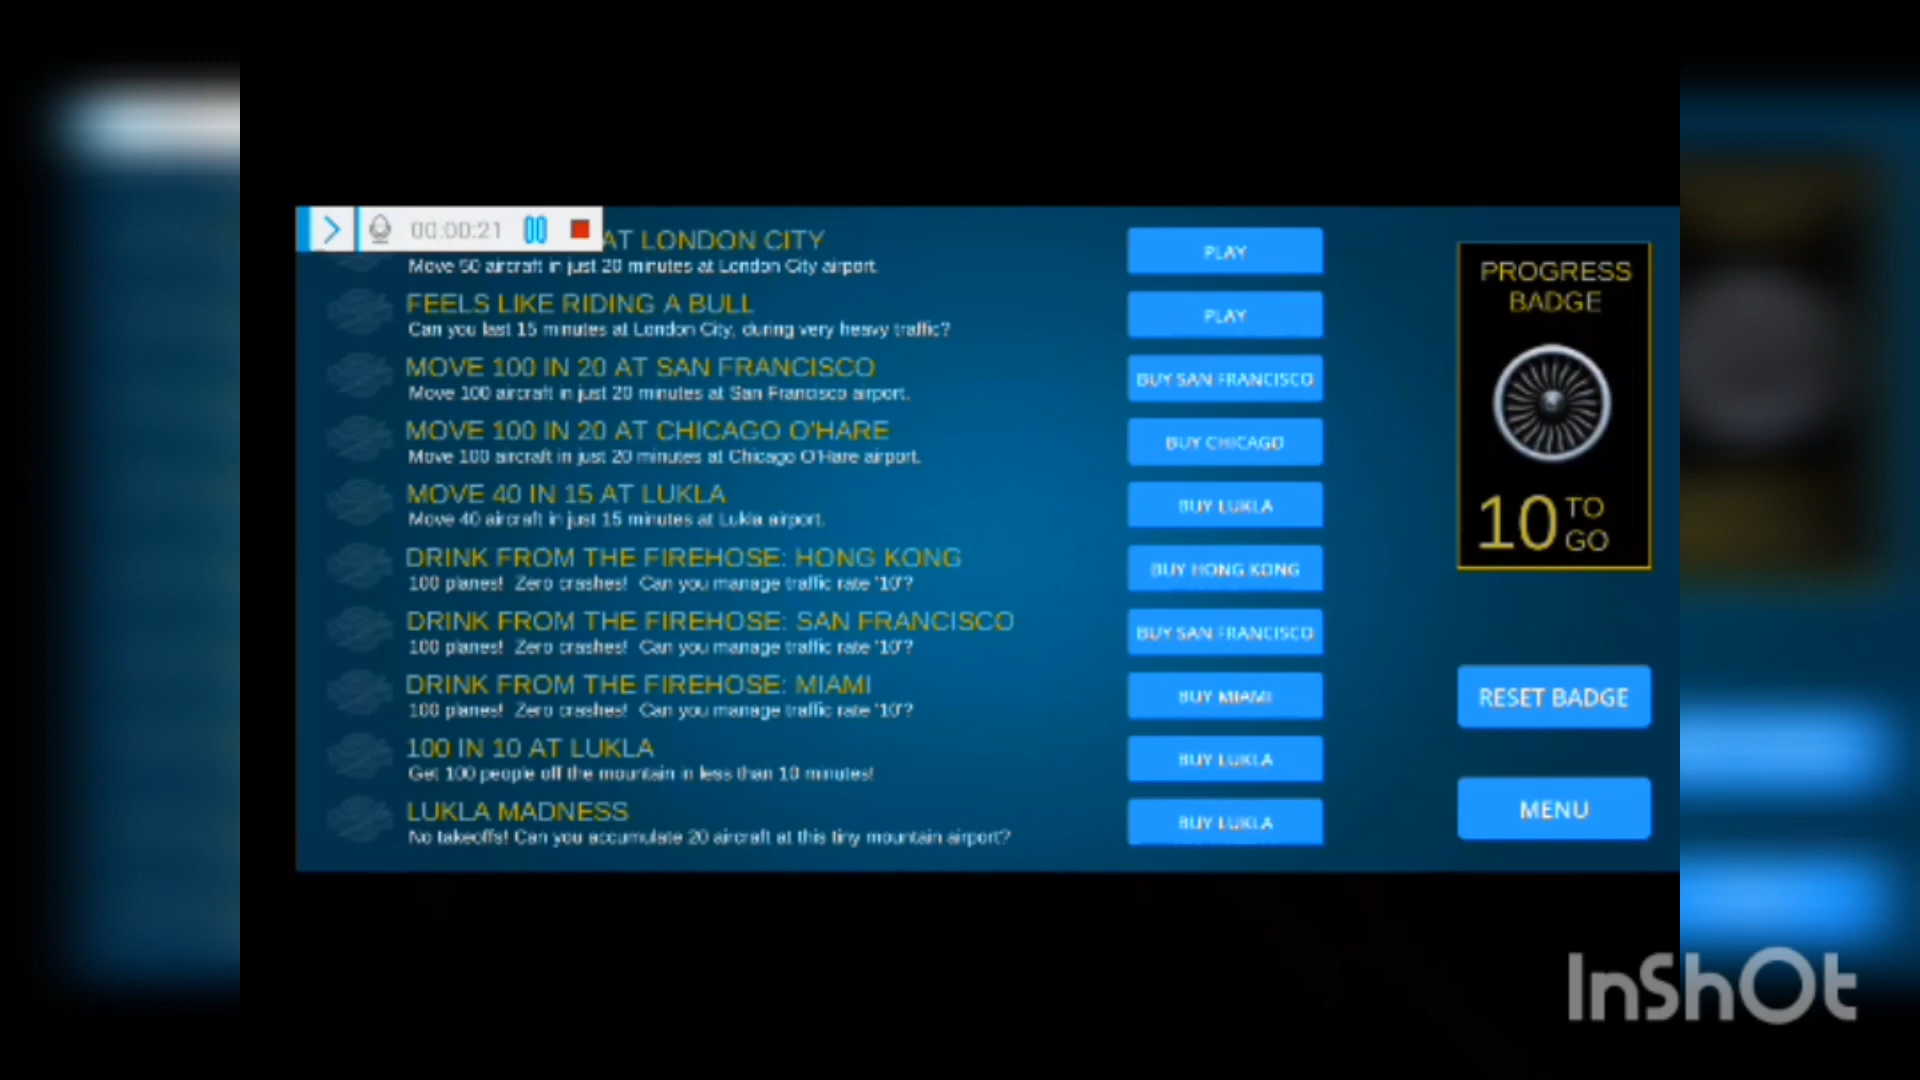 00:00:21
AT LONDON CITY
Move 50 aircraft in just 20 minutes at London City airport.
PLAY
FEELS LIKE RIDING A BULL
Can you last 15 minutes at London City, during very heavy traffic?
PLAY
MOVE 100 IN 20 AT SAN FRANCISCO
Move 100 aircraft in just 20 minutes at San Francisco airport.
BUY SAN FRANCISCO
MOVE 100 IN 20 AT CHICAGO O'HARE
Move 100 aircraft in just 20 minutes at Chicago O'Hare airport.
BUY CHICAGO
MOVE 40 IN 15 AT LUKLA
Move 40 aircraft in just 15 minutes at Lukla airport.
BUY LUKLA
DRINK FROM THE FIREHOSE: HONG KONG
100 planes! Zero crashes! Can you manage traffic rate '10'?
BUY HONG KONG
DRINK FROM THE FIREHOSE: SAN FRANCISCO
100 planes! Zero crashes! Can you manage traffic rate '10'?
BUY SAN FRANCISCO
DRINK FROM THE FIREHOSE: MIAMI
100 planes! Zero crashes! Can you manage traffic rate '10'?
BUY MIAMI
100 IN 10 AT LUKLA
Get 100 people off the mountain in less than 10 minutes!
BUY LUKLA
LUKLA MADNESS
No takeoffs! Can you accumulate 20 aircraft at this tiny mountain airport?
BUY LUKLA
PROGRESS
BADGE
10 TO
GO
RESET BADGE
MENU
InShOt